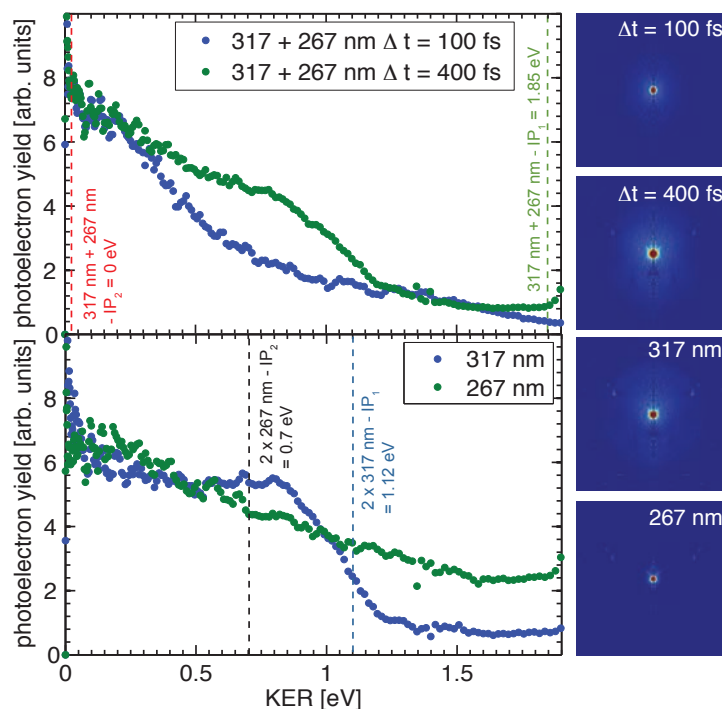 317 + 267 nm Δ t = 100 fs
317 + 267 nm Δ t = 400 fs
photoelectron yield [arb. units]
8
6
4
2
0
317 nm + 267 nm
- IP₂ = 0 eV
317 nm + 267 nm - IP₁ = 1.85 eV
Δt = 100 fs
Δt = 400 fs
317 nm
267 nm
317 nm
267 nm
photoelectron yield [arb. units]
8
6
4
2
0
2 x 267 nm - IP₂
= 0.7 eV
2 x 317 nm - IP₁
= 1.12 eV
0
0.5
1
1.5
KER [eV]